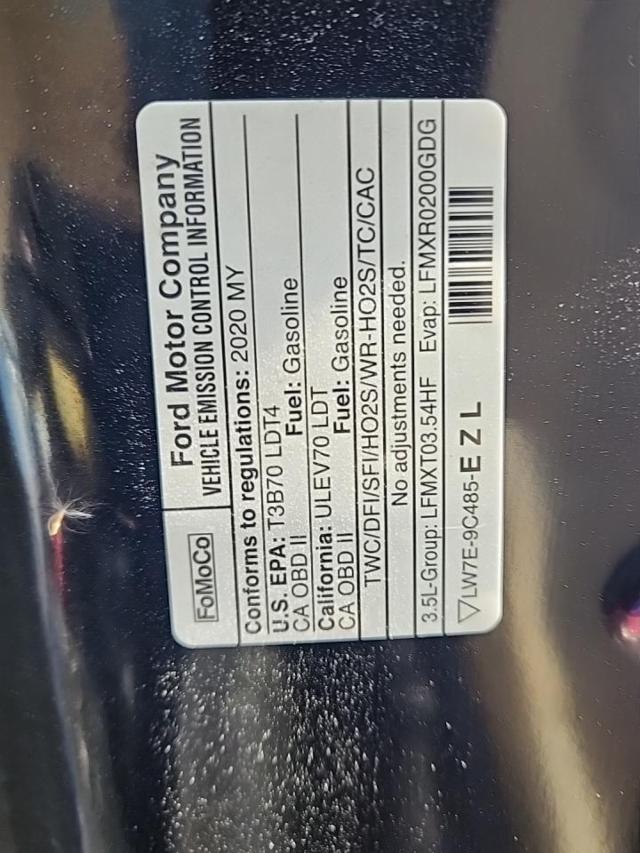 FoMoCo
Ford Motor Company
VEHICLE EMISSION CONTROL INFORMATION
Conforms to regulations: 2020 MY
U.S. EPA: T3B70 LDT4
CA OBD II Fuel: Gasoline
California: ULEV70 LDT
CA OBD II Fuel: Gasoline
TWC/DFI/SFI/HO2S/WR-HO2S/TC/CAC
No adjustments needed.
3.5L-Group: LFMXT03.54HF Evap: LFMXR0200GDG
▽LW7E-9C485-E Z L